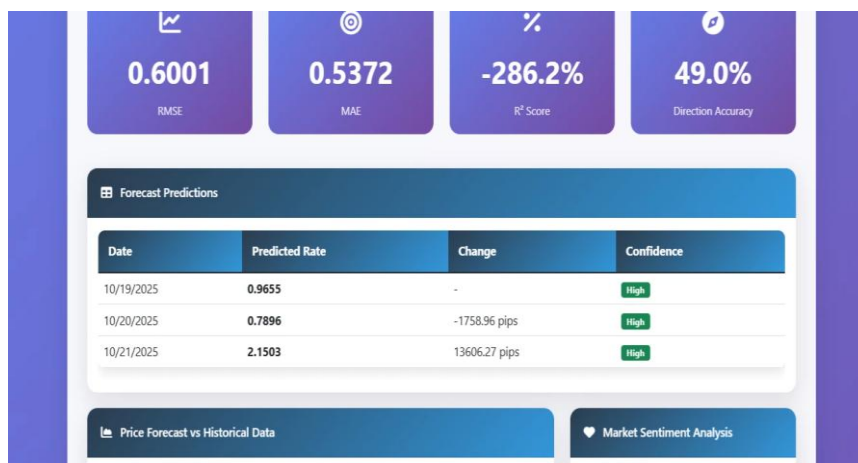 0.6001 0.5372 -286.2% 49.0%
RMSE MAE R² Score Direction Accuracy
Forecast Predictions
Date Predicted Rate Change Confidence
10/19/2025 0.9655 - High
10/20/2025 0.7896 -1758.96 pips High
10/21/2025 2.1503 13606.27 pips High
Price Forecast vs Historical Data Market Sentiment Analysis